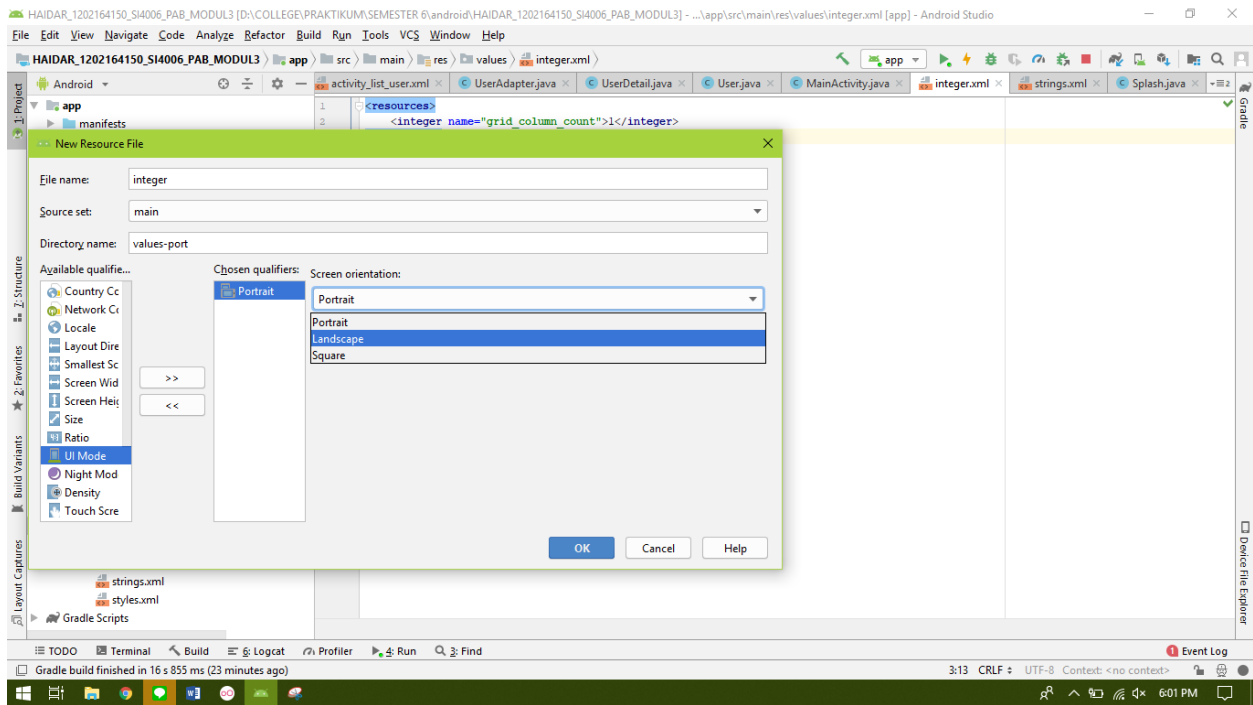 HAIDAR_1202164150_SI4006_PAB_MODUL3 [D:\COLLEGE\PRAKTIKUM\SEMESTER 6\android\HAIDAR_1202164150_SI4006_PAB_MODUL3] - ...\app\src\main\res\values\integer.xml [app] - Android Studio
File Edit View Navigate Code Analyze Refactor Build Run Tools VCS Window Help
HAIDAR_1202164150_SI4006_PAB_MODUL3 app src main res values integer.xml app
1: Project
Android activity_list_user.xml UserAdapter.java UserDetail.java User.java MainActivity.java integer.xml strings.xml Splash.java 2
Gradle
app
manifests
1 <resources>
2 <integer name="grid_column_count">1</integer>
New Resource File
File name: integer
Source set: main
Directory name: values-port
Available qualifie... Chosen qualifiers: Screen orientation:
Country Cc
Network Cc
Locale
Layout Dire
Smallest Sc
Screen Wid
Screen Heig
Size
Ratio
UI Mode
Night Mod
Density
Touch Scre
>>
<<
Portrait
Portrait
Portrait
Landscape
Square
OK Cancel Help
7: Structure
2: Favorites
Build Variants
Layout Captures
Device File Explorer
strings.xml
styles.xml
Gradle Scripts
TODO Terminal Build 6: Logcat Profiler 4: Run 3: Find 1 Event Log
Gradle build finished in 16 s 855 ms (23 minutes ago) 3:13 CRLF UTF-8 Context: <no context>
6:01 PM